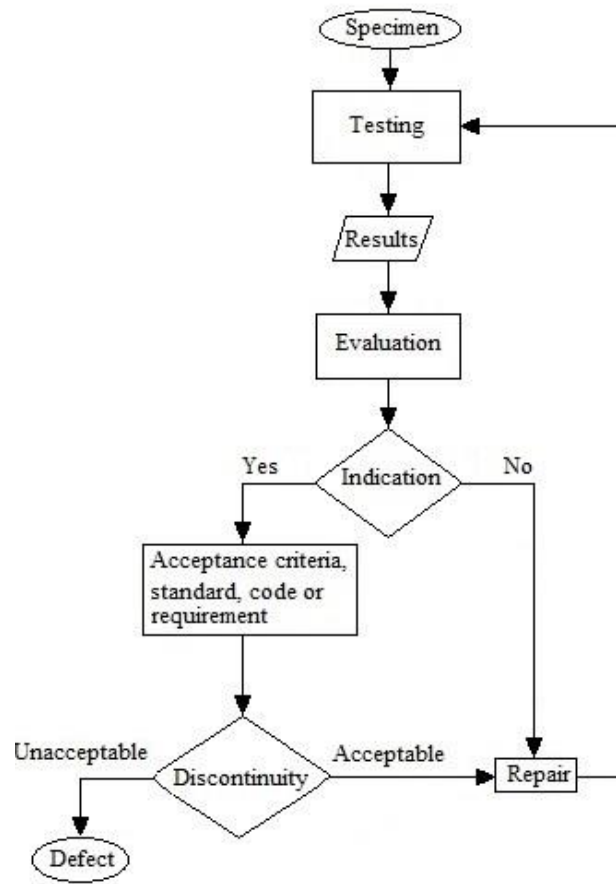 Specimen
Testing
Results
Evaluation
Yes
Indication
No
Acceptance criteria,
standard, code or
requirement
Unacceptable
Discontinuity
Acceptable
Repair
Defect